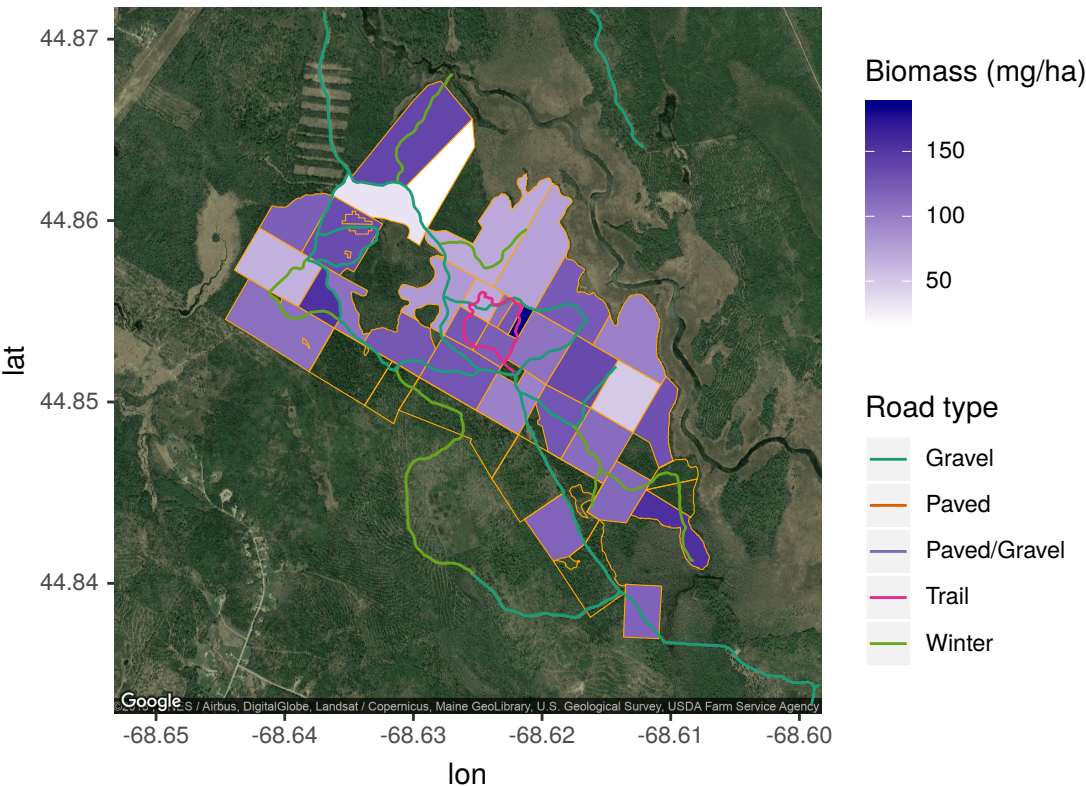 44.87
44.86
44.85
44.84
lat
Google
/ Airbus, DigitalGlobe, Landsat / Copernicus, Maine GeoLibrary, U.S. Geological Survey, USDA Farm Service Agency
-68.65
-68.64
-68.63
-68.62
-68.61
-68.60
lon
Biomass (mg/ha)
150
100
50
Road type
Gravel
Paved
Paved/Gravel
Trail
Winter